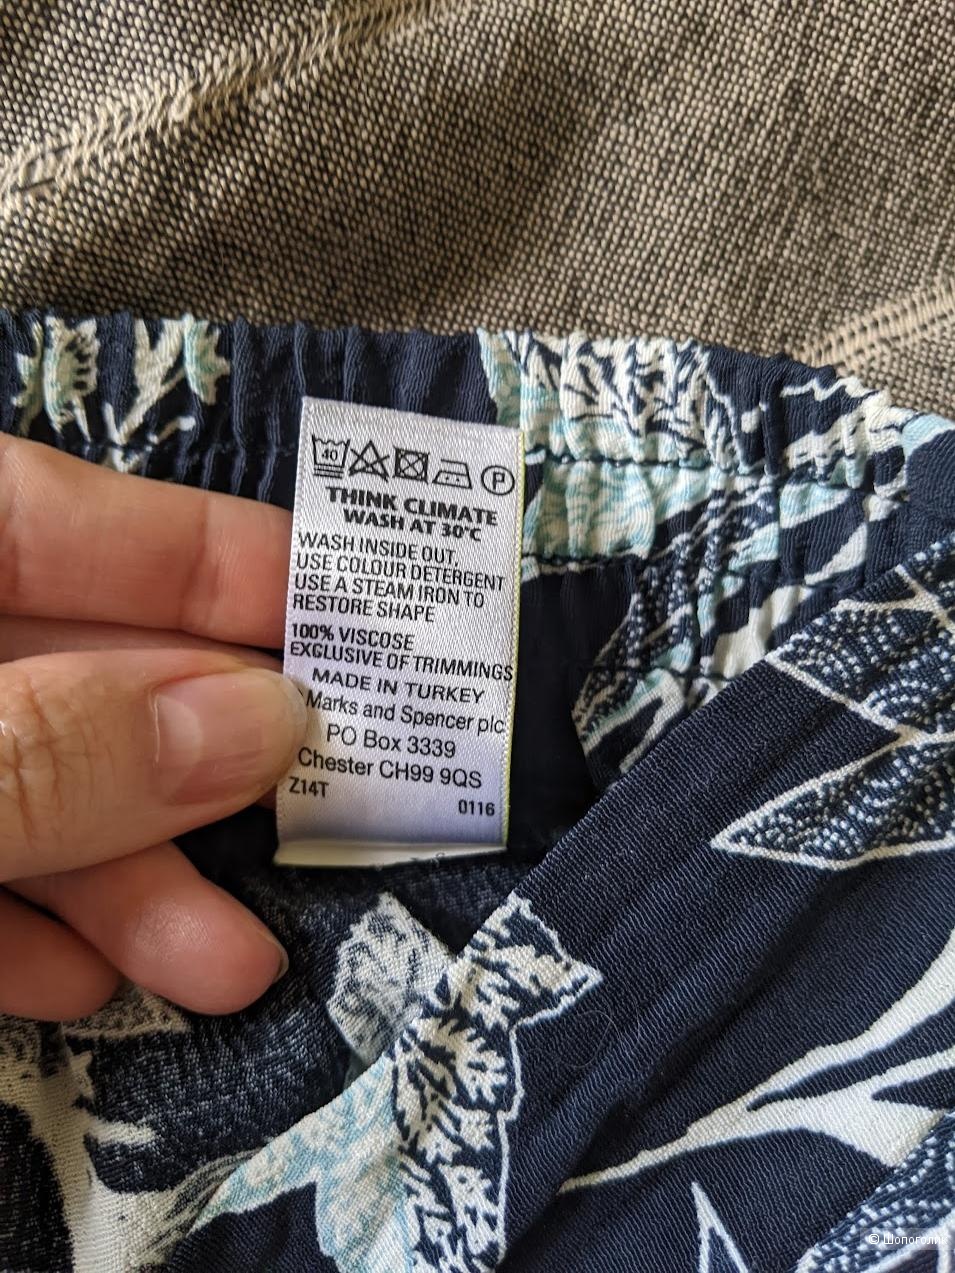 40
P
THINK CLIMATE
WASH AT 30°C
WASH INSIDE OUT,
USE COLOUR DETERGENT
USE A STEAM IRON TO
RESTORE SHAPE
100% VISCOSE
EXCLUSIVE OF TRIMMINGS
MADE IN TURKEY
Marks and Spencer plc
PO Box 3339
Chester CH99 9QS
Z14T
0116
© Шопоголик